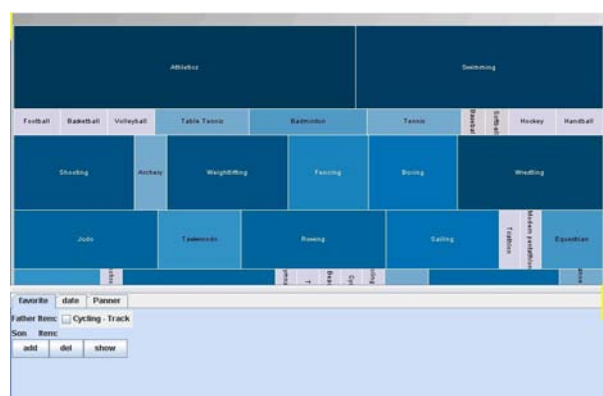 Athletics Swimming
Football Basketball Volleyball Table Tennis Badminton Tennis Baseball Softball Hockey Handball
Shooting Archery Weightlifting Fencing Boxing Wrestling
Judo Taekwondo Rowing Sailing Triathlon Modern pentathlon Equestrian
favorite date Panner
Father Item: Cycling - Track
Son Item:
add del show